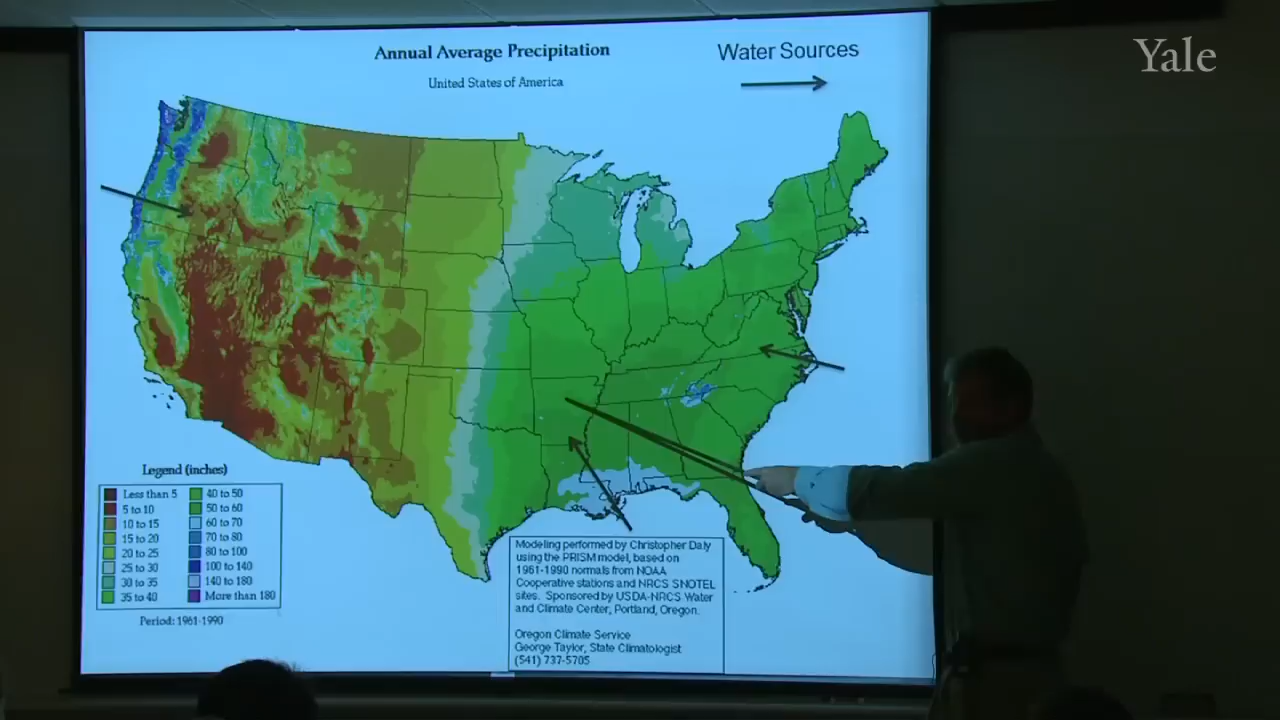 Annual Average Precipitation
United States of America
Water Sources
Yale
Legend (inches)
Less than 5
5 to 10
10 to 15
15 to 20
20 to 25
25 to 30
30 to 35
35 to 40
40 to 50
50 to 60
60 to 70
70 to 80
80 to 100
100 to 140
140 to 180
More than 180
Period: 1961-1990
Modeling performed by Christopher Daly
using the PRISM model, based on
1961-1990 normals from NOAA
Cooperative stations and NRCS SNOTEL
sites. Sponsored by USDA-NRCS Water
and Climate Center, Portland, Oregon.
Oregon Climate Service
George Taylor, State Climatologist
(541) 737-5705